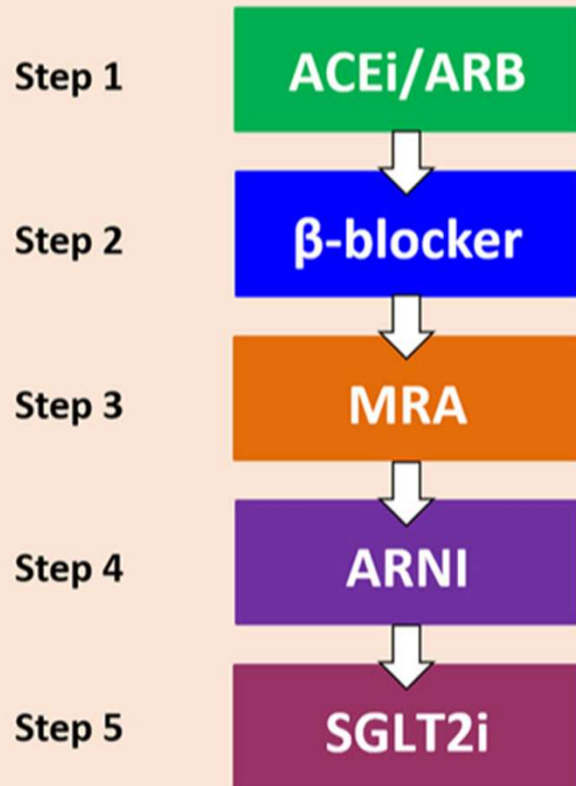 Step 1 ACEi/ARB
Step 2 β-blocker
Step 3 MRA
Step 4 ARNI
Step 5 SGLT2i